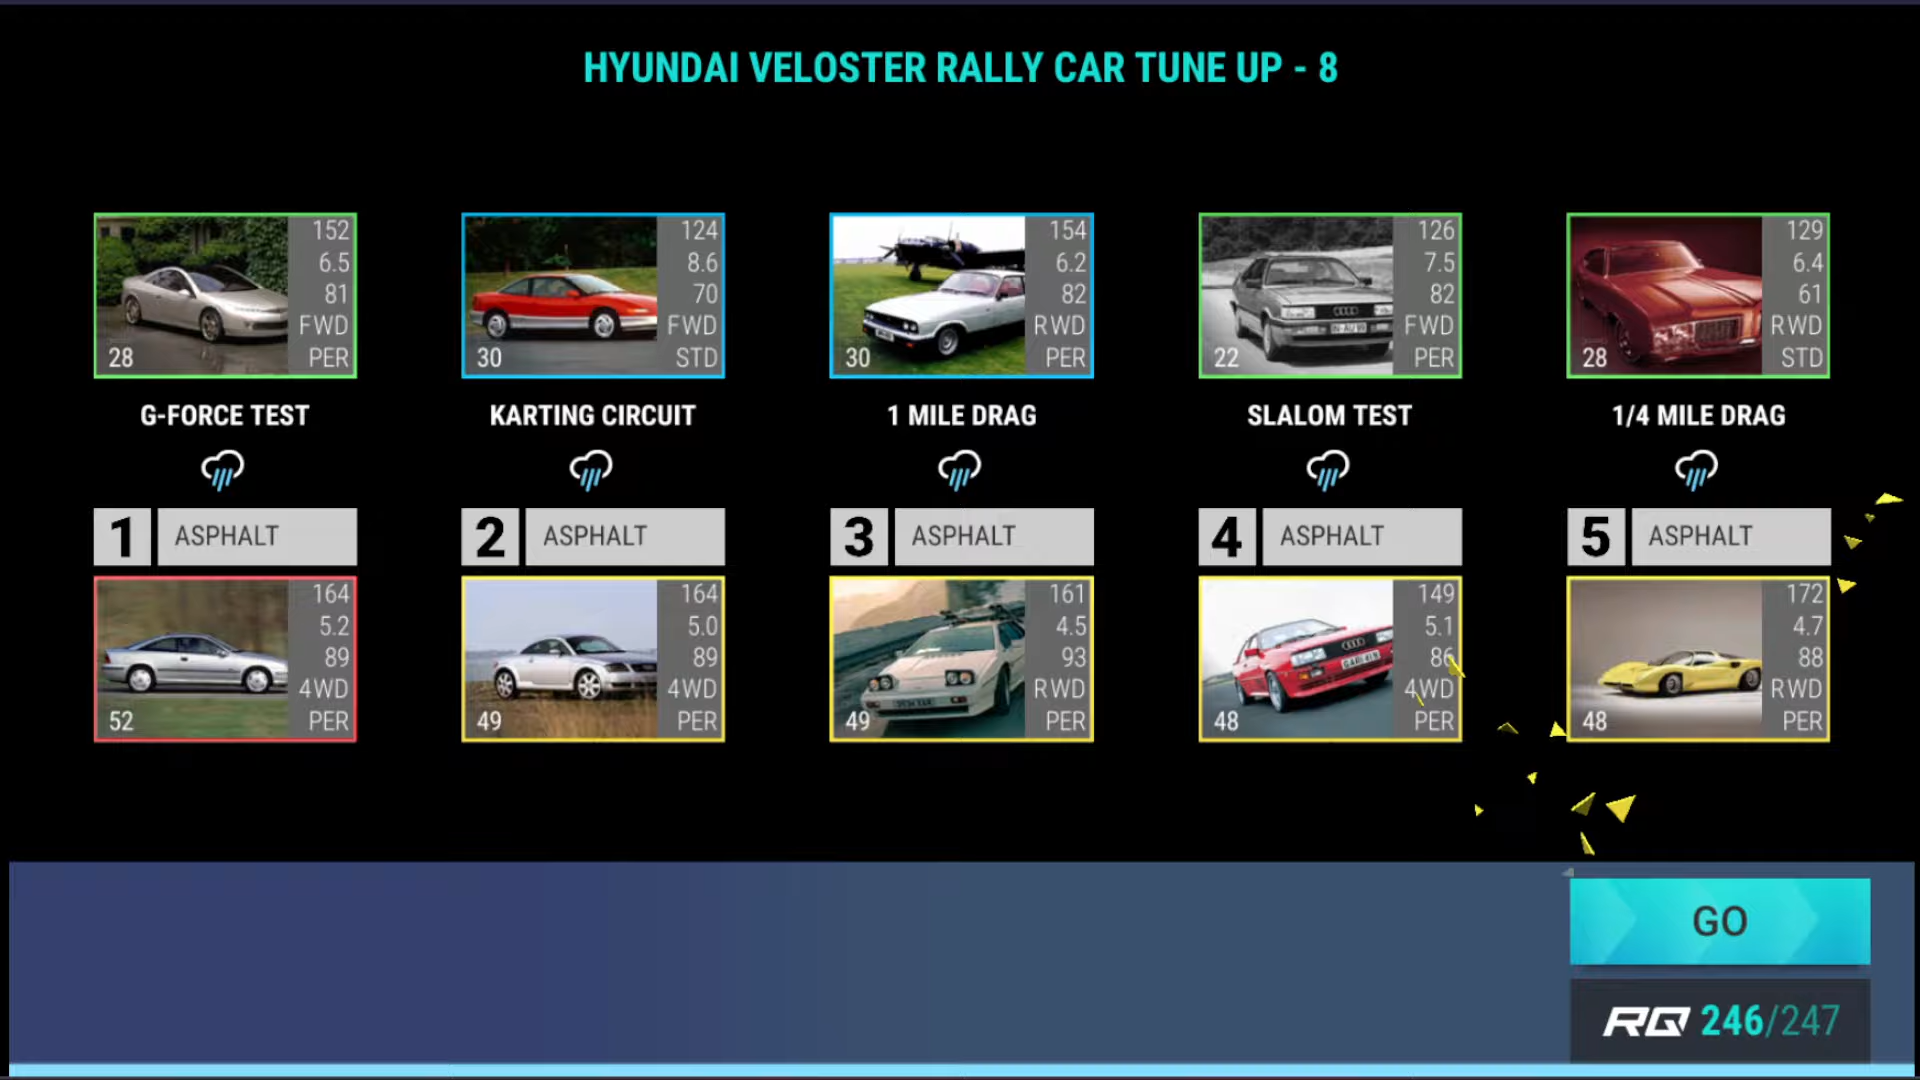 HYUNDAI VELOSTER RALLY CAR TUNE UP - 8
152
6.5
81
FWD
28 PER
124
8.6
70
FWD
30 STD
154
6.2
82
RWD
30 PER
126
7.5
82
FWD
22 PER
129
6.4
61
RWD
28 STD
G-FORCE TEST
KARTING CIRCUIT
1 MILE DRAG
SLALOM TEST
1/4 MILE DRAG
1 ASPHALT
2 ASPHALT
3 ASPHALT
4 ASPHALT
5 ASPHALT
164
5.2
89
4WD
52 PER
164
5.0
89
4WD
49 PER
161
4.5
93
RWD
49 PER
149
5.1
86
4WD
48 PER
172
4.7
88
RWD
48 PER
GO
RQ 246/247